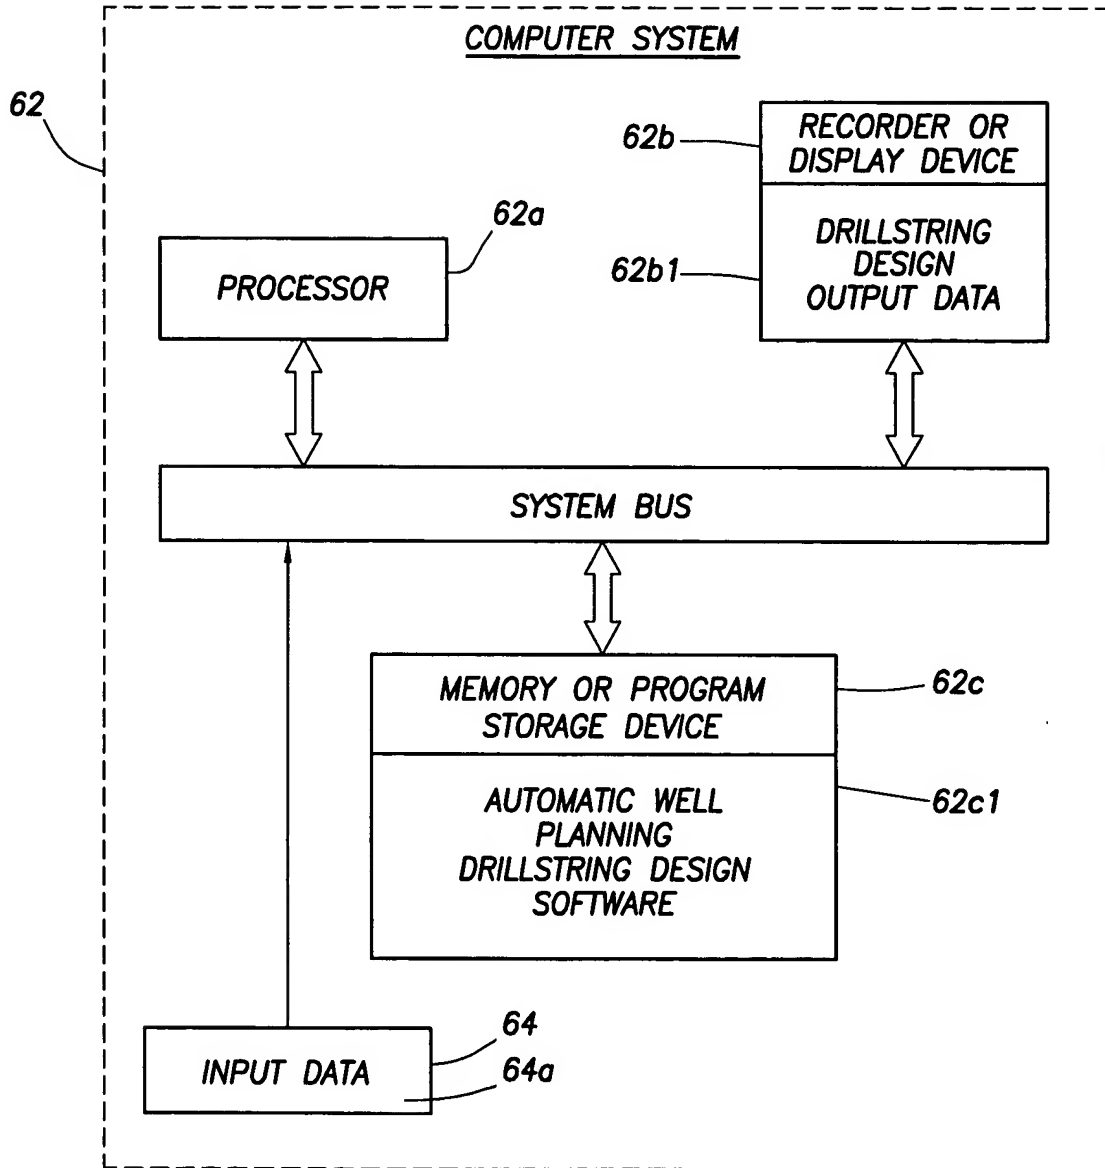 COMPUTER SYSTEM
62
62b
RECORDER OR
DISPLAY DEVICE
62a
62b1
DRILLSTRING
DESIGN
OUTPUT DATA
PROCESSOR
SYSTEM BUS
MEMORY OR PROGRAM
STORAGE DEVICE
62c
AUTOMATIC WELL
PLANNING
DRILLSTRING DESIGN
SOFTWARE
62c1
INPUT DATA
64
64a